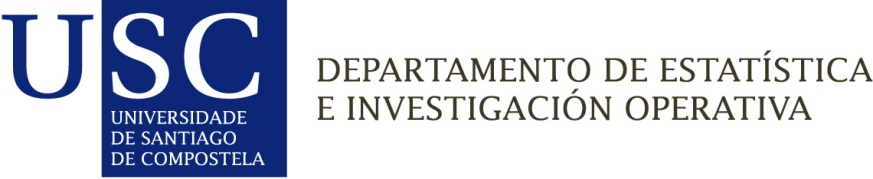 USC
UNIVERSIDADE
DE SANTIAGO
DE COMPOSTELA
DEPARTAMENTO DE ESTATÍSTICA
E INVESTIGACIÓN OPERATIVA